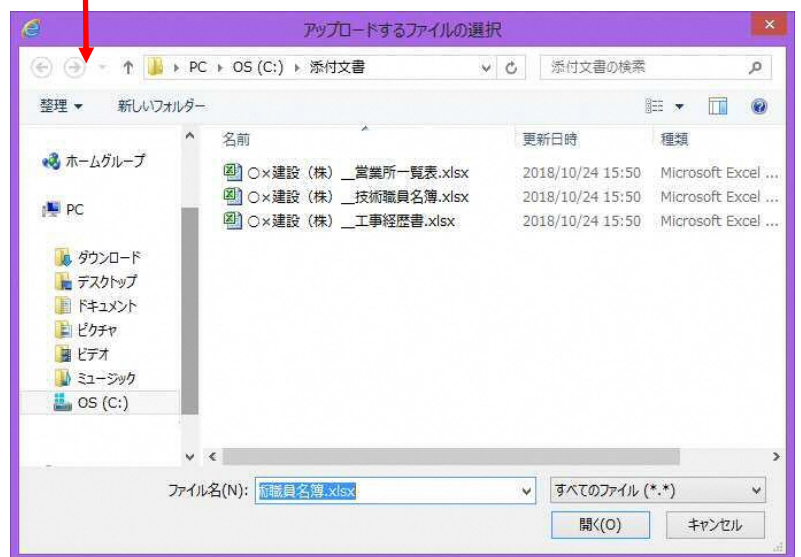 アップロードするファイルの選択
PC ▸ OS (C:) ▸ 添付文書
添付文書の検索
整理 ▼ 新しいフォルダー
名前 更新日時 種類
○×建設（株）__営業所一覧表.xlsx 2018/10/24 15:50 Microsoft Excel ...
○×建設（株）__技術職員名簿.xlsx 2018/10/24 15:50 Microsoft Excel ...
○×建設（株）__工事経歴書.xlsx 2018/10/24 15:50 Microsoft Excel ...
ホームグループ
PC
ダウンロード
デスクトップ
ドキュメント
ピクチャ
ビデオ
ミュージック
OS (C:)
ファイル名(N): 術職員名簿.xlsx すべてのファイル (*.*)
開く(O) キャンセル